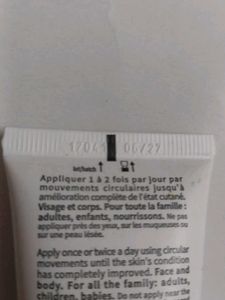 17041 06/27
lot/batch
Appliquer 1 à 2 fois par jour par
mouvements circulaires jusqu'à
amélioration complète de l'état cutané.
Visage et corps. Pour toute la famille :
adultes, enfants, nourrissons. Ne pas
appliquer près des yeux, sur les muqueuses ou
sur une peau lésée.
Apply once or twice a day using circular
movements until the skin's condition
has completely improved. Face and
body. For all the family: adults,
children, babies. Do not apply near the